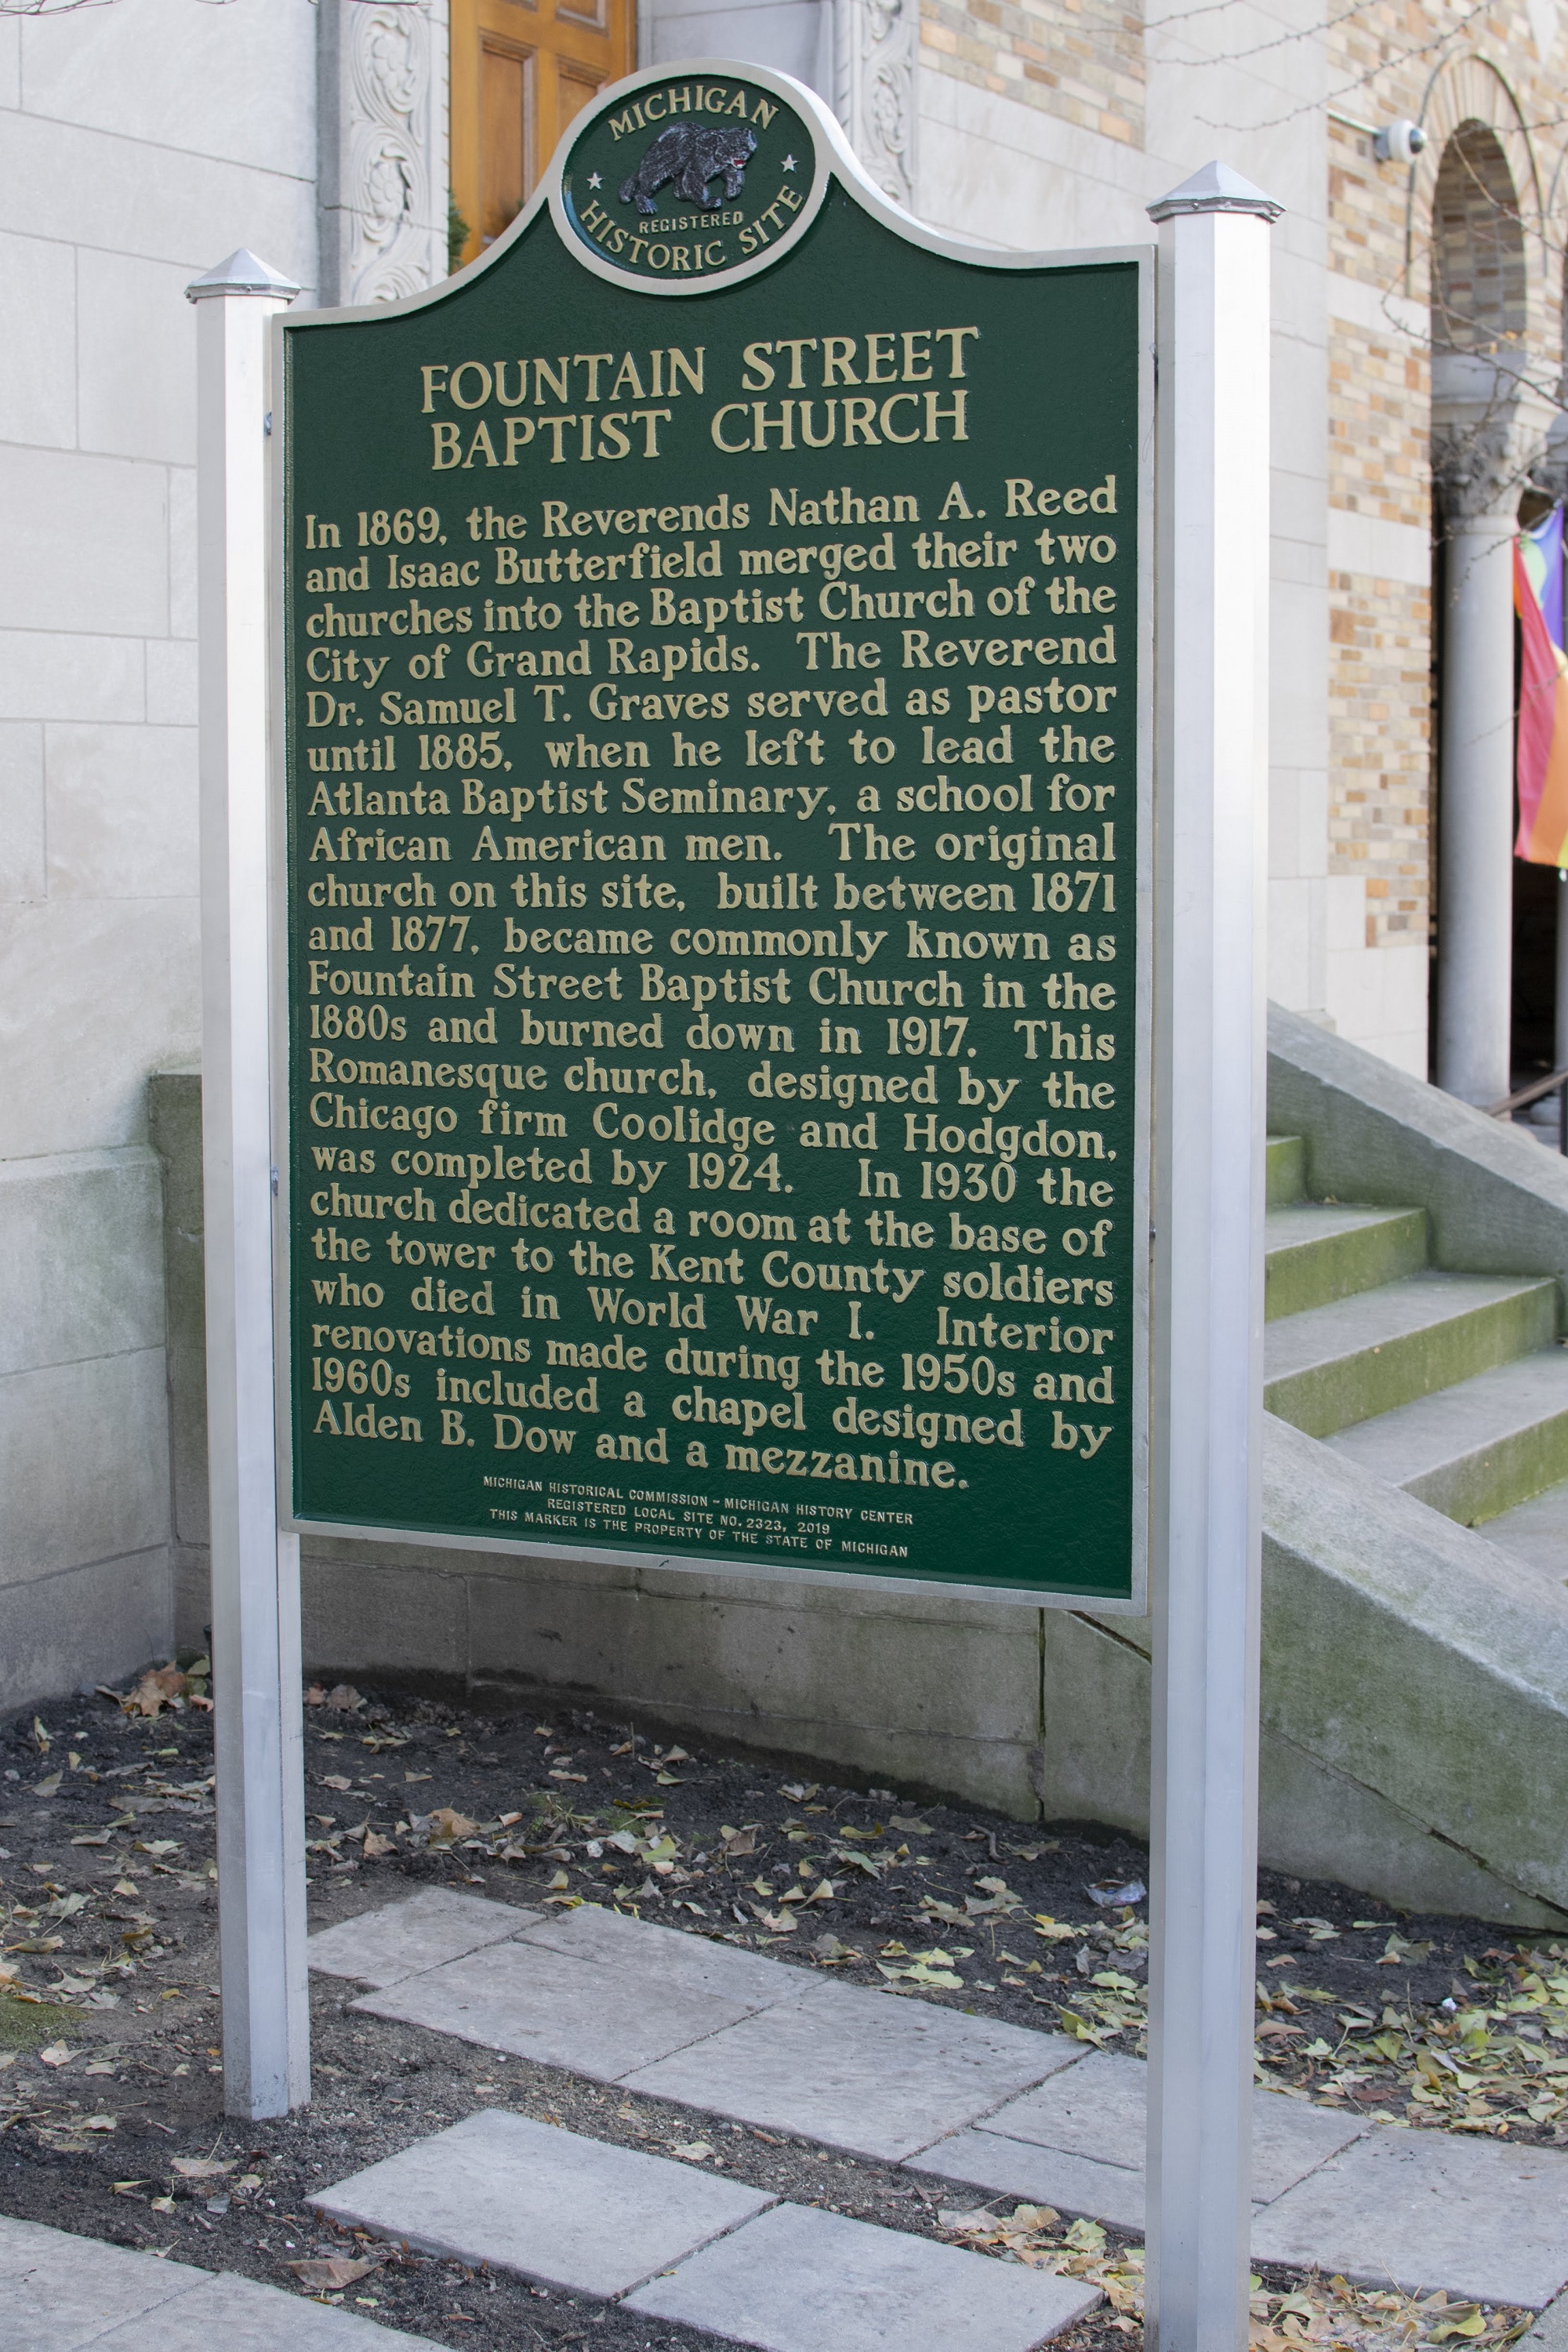 MICHIGAN
REGISTERED
HISTORIC SITE
FOUNTAIN STREET
BAPTIST CHURCH
In 1869, the Reverends Nathan A. Reed
and Isaac Butterfield merged their two
churches into the Baptist Church of the
City of Grand Rapids. The Reverend
Dr. Samuel T. Graves served as pastor
until 1885, when he left to lead the
Atlanta Baptist Seminary, a school for
African American men. The original
church on this site, built between 1871
and 1877, became commonly known as
Fountain Street Baptist Church in the
1880s and burned down in 1917. This
Romanesque church, designed by the
Chicago firm Coolidge and Hodgdon,
was completed by 1924. In 1930 the
church dedicated a room at the base of
the tower to the Kent County soldiers
who died in World War I. Interior
renovations made during the 1950s and
1960s included a chapel designed by
Alden B. Dow and a mezzanine.
MICHIGAN HISTORICAL COMMISSION - MICHIGAN HISTORY CENTER
REGISTERED LOCAL SITE NO. 2323, 2019
THIS MARKER IS THE PROPERTY OF THE STATE OF MICHIGAN